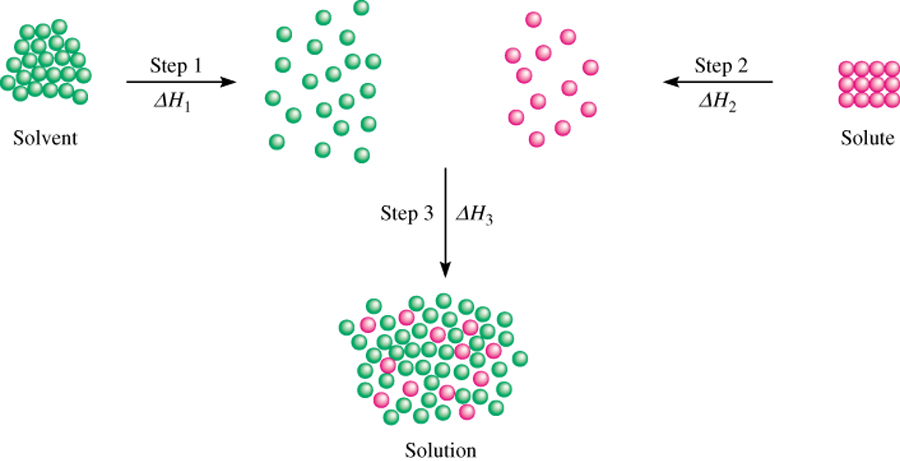 Step 1
ΔH1
Solvent
Step 2
ΔH2
Solute
Step 3
ΔH3
Solution